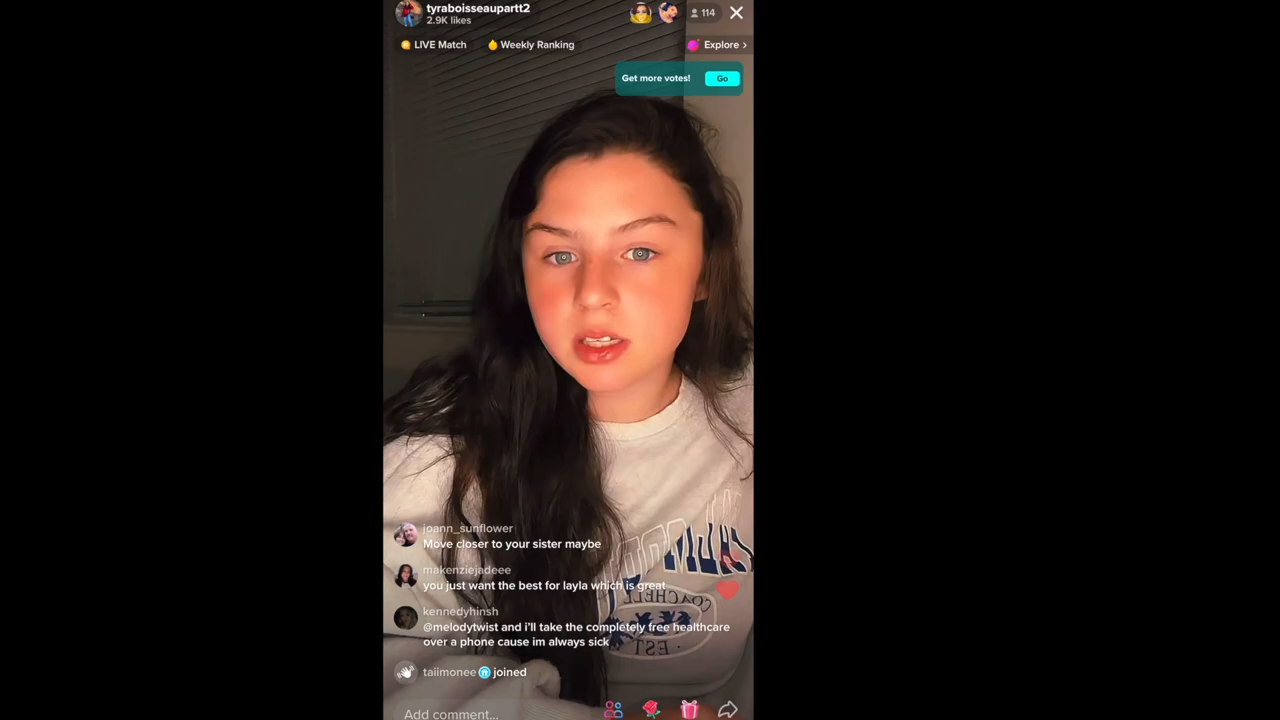 tyraboisseaupartt2
2.9K likes
114
LIVE Match
Weekly Ranking
Explore >
Get more votes!
Go
joann_sunflower
Move closer to your sister maybe
makenziejadeee
you just want the best for layla which is great
kennedyhinsh
@melodytwist and i'll take the completely free healthcare
over a phone cause im always sick
taiimonee joined
Add comment...
COACHELL
EST